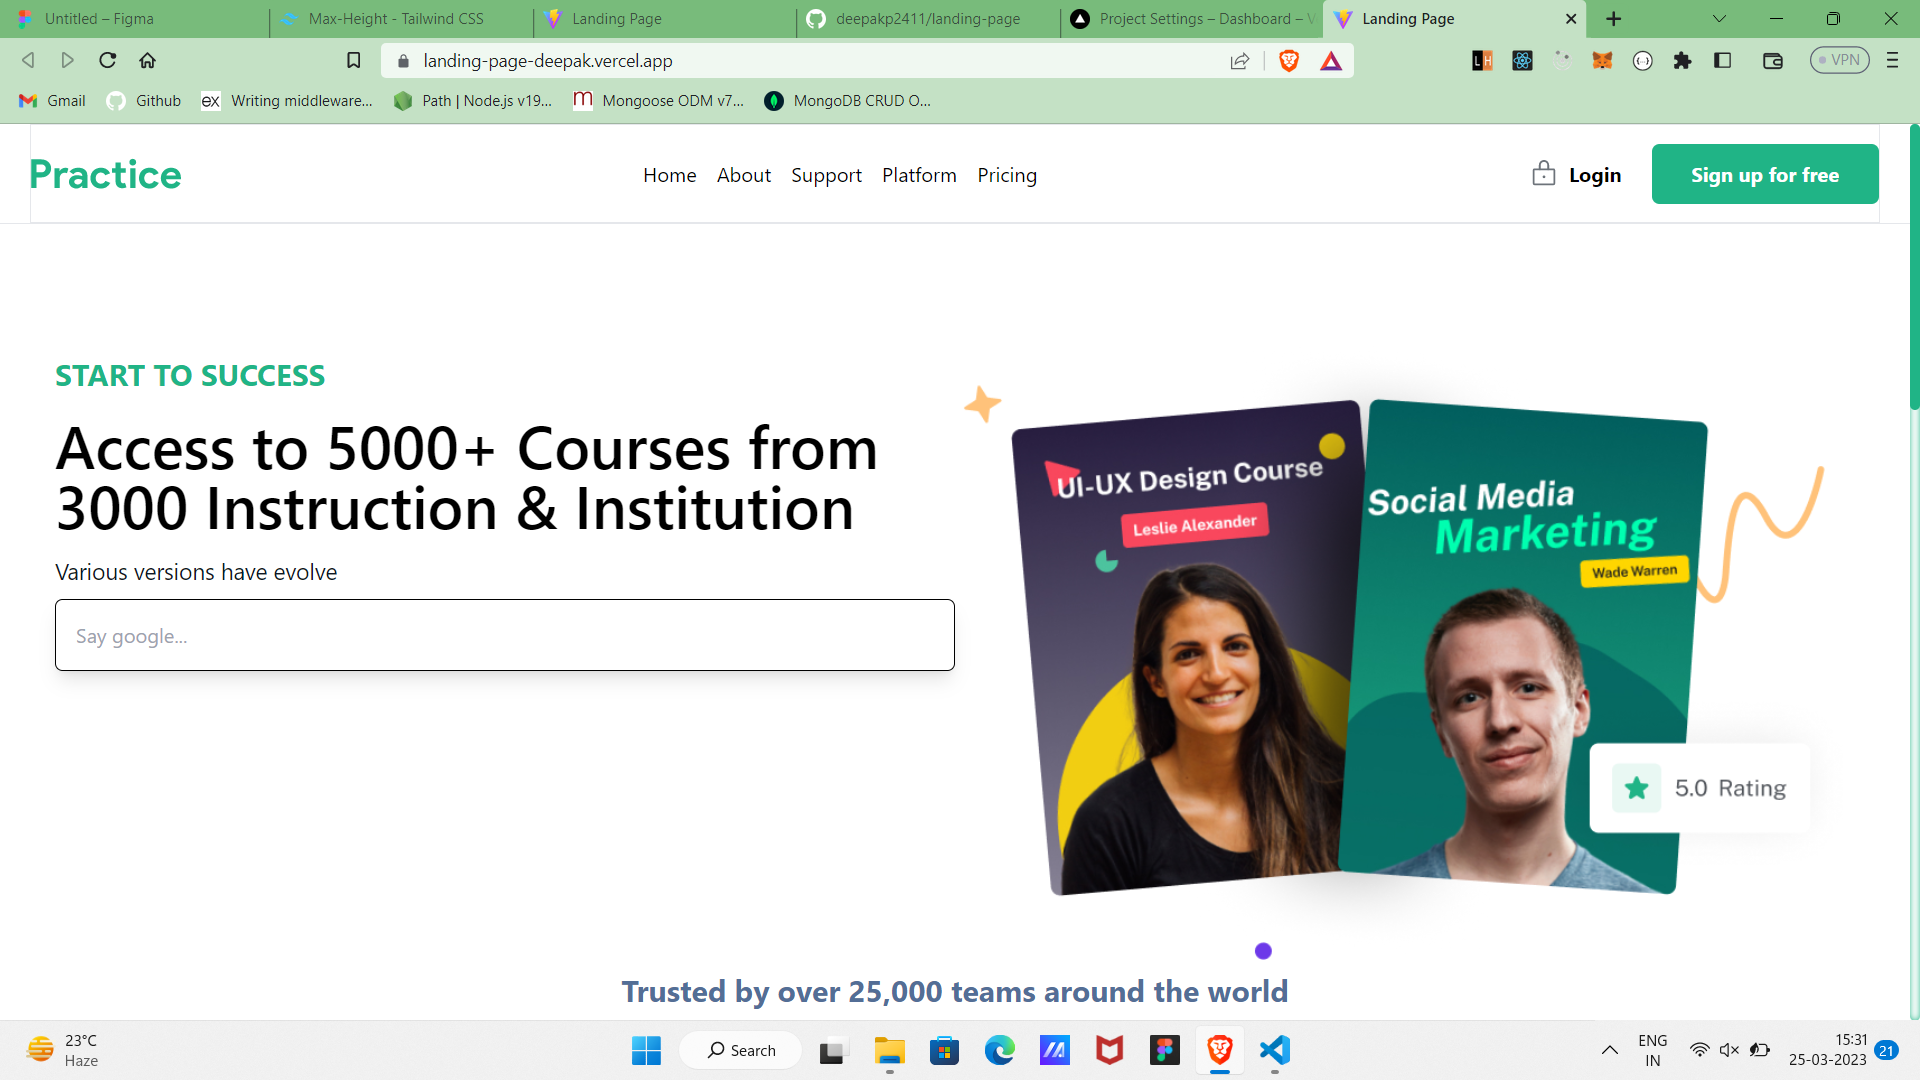 Untitled – Figma
Max-Height - Tailwind CSS
Landing Page
deepakp2411/landing-page
Project Settings – Dashboard – V
Landing Page
landing-page-deepak.vercel.app
LH
VPN
Gmail
Github
ex
Writing middleware...
Path | Node.js v19...
m
Mongoose ODM v7...
MongoDB CRUD O...
Practice
Home
About
Support
Platform
Pricing
Login
Sign up for free
START TO SUCCESS
Access to 5000+ Courses from
3000 Instruction & Institution
Various versions have evolve
Say google...
UI-UX Design Course
Leslie Alexander
Social Media
Marketing
Wade Warren
5.0 Rating
Trusted by over 25,000 teams around the world
23°C
Haze
Search
ENG
IN
15:31
25-03-2023
21